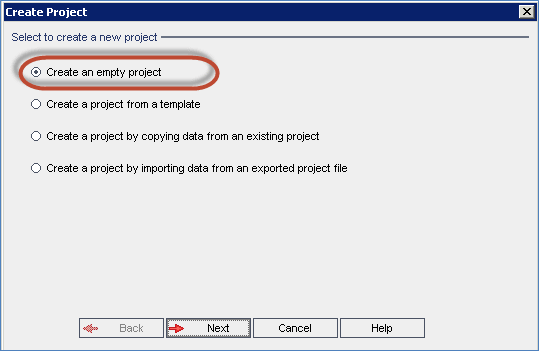 Create Project
Select to create a new project
Create an empty project
Create a project from a template
Create a project by copying data from an existing project
Create a project by importing data from an exported project file
Back Next Cancel Help